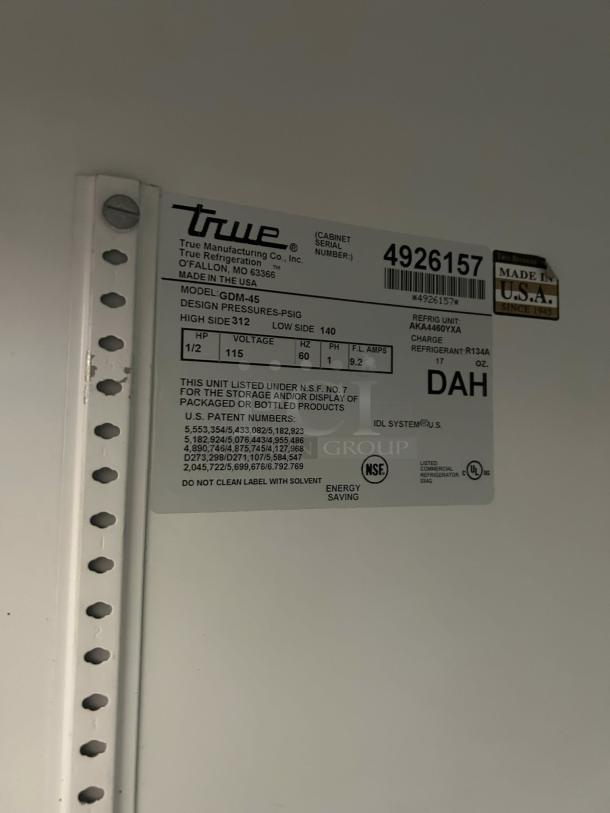 true ®
True Manufacturing Co., Inc.
True Refrigeration ™
O'FALLON, MO 63366
MADE IN THE USA
(CABINET
SERIAL
NUMBER:)
4926157
*4926157*
MADE IN
U.S.A.
SINCE 1945
MODEL: GDM-45
DESIGN PRESSURES-PSIG
HIGH SIDE 312 LOW SIDE 140
REFRIG UNIT:
AKA4460YXA
CHARGE
REFRIGERANT: R134A
17 OZ.
HP VOLTAGE HZ PH F.L. AMPS
1/2 115 60 1 9.2
DAH
THIS UNIT LISTED UNDER N.S.F. NO. 7
FOR THE STORAGE AND/OR DISPLAY OF
PACKAGED OR BOTTLED PRODUCTS
U.S. PATENT NUMBERS:
5,553,354/5,433,082/5,182,923
5,182,924/5,076,443/4,955,486
4,890,746/4,875,745/4,127,968
D273,298/D271,107/5,584,547
2,045,722/5,699,676/6.792.769
IDL SYSTEM® U.S.
DO NOT CLEAN LABEL WITH SOLVENT
ENERGY
SAVING
NSF.
LISTED
COMMERCIAL
REFRIGERATOR
C UL US
GROUP